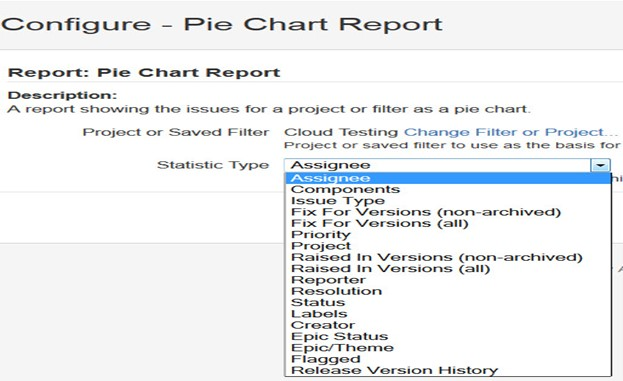 Configure - Pie Chart Report
Report: Pie Chart Report
Description:
A report showing the issues for a project or filter as a pie chart.
Project or Saved Filter Cloud Testing Change Filter or Project...
Project or saved filter to use as the basis for
Statistic Type Assignee
Assignee
Components
Issue Type
Fix For Versions (non-archived)
Fix For Versions (all)
Priority
Project
Raised In Versions (non-archived)
Raised In Versions (all)
Reporter
Resolution
Status
Labels
Creator
Epic Status
Epic/Theme
Flagged
Release Version History